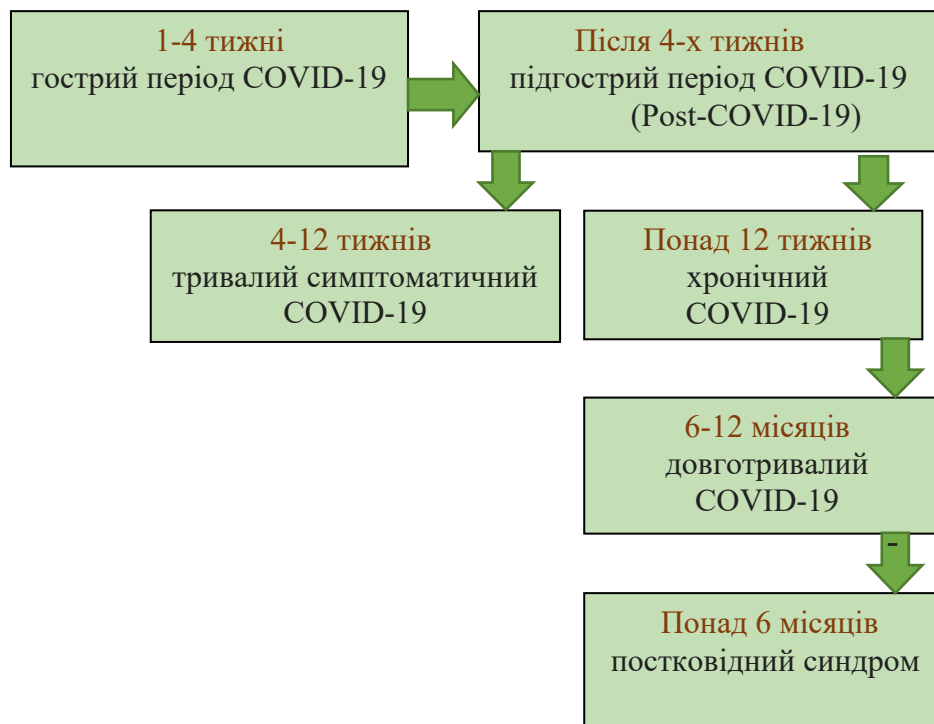 1-4 тижні
гострий період COVID-19
Після 4-х тижнів
підгострий період COVID-19
(Post-COVID-19)
4-12 тижнів
тривалий симптоматичний
COVID-19
Понад 12 тижнів
хронічний
COVID-19
6-12 місяців
довготривалий
COVID-19
-
Понад 6 місяців
постковідний синдром